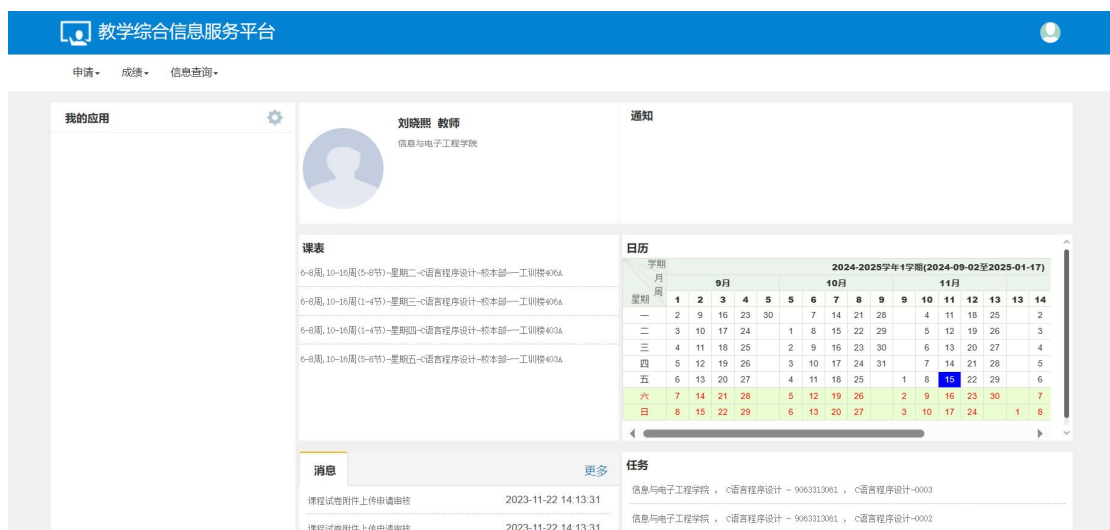 教学综合信息服务平台
申请 成绩 信息查询
我的应用
刘晓熙 教师
信息与电子工程学院
通知
课表
6-8周,10-16周(5-8节)-星期二-C语言程序设计-校本部-一工训楼406A
6-8周,10-16周(1-4节)-星期三-C语言程序设计-校本部-一工训楼406A
6-8周,10-16周(1-4节)-星期四-C语言程序设计-校本部-一工训楼403A
6-8周,10-16周(5-8节)-星期五-C语言程序设计-校本部-一工训楼403A
日历
学期 2024-2025学年1学期(2024-09-02至2025-01-17)
月 9月 10月 11月
周
星期 1 2 3 4 5 5 6 7 8 9 9 10 11 12 13 13 14
一 2 9 16 23 30 7 14 21 28 4 11 18 25 2
二 3 10 17 24 1 8 15 22 29 5 12 19 26 3
三 4 11 18 25 2 9 16 23 30 6 13 20 27 4
四 5 12 19 26 3 10 17 24 31 7 14 21 28 5
五 6 13 20 27 4 11 18 25 1 8 15 22 29 6
六 7 14 21 28 5 12 19 26 2 9 16 23 30 7
日 8 15 22 29 6 13 20 27 3 10 17 24 1 8
消息 更多
课程试卷附件上传申请审核 2023-11-22 14:13:31
课程试卷附件上传申请审核 2023-11-22 14:13:31
任务
信息与电子工程学院 , C语言程序设计 - 9063313061 , C语言程序设计-0003
信息与电子工程学院 , C语言程序设计 - 9063313061 , C语言程序设计-0002